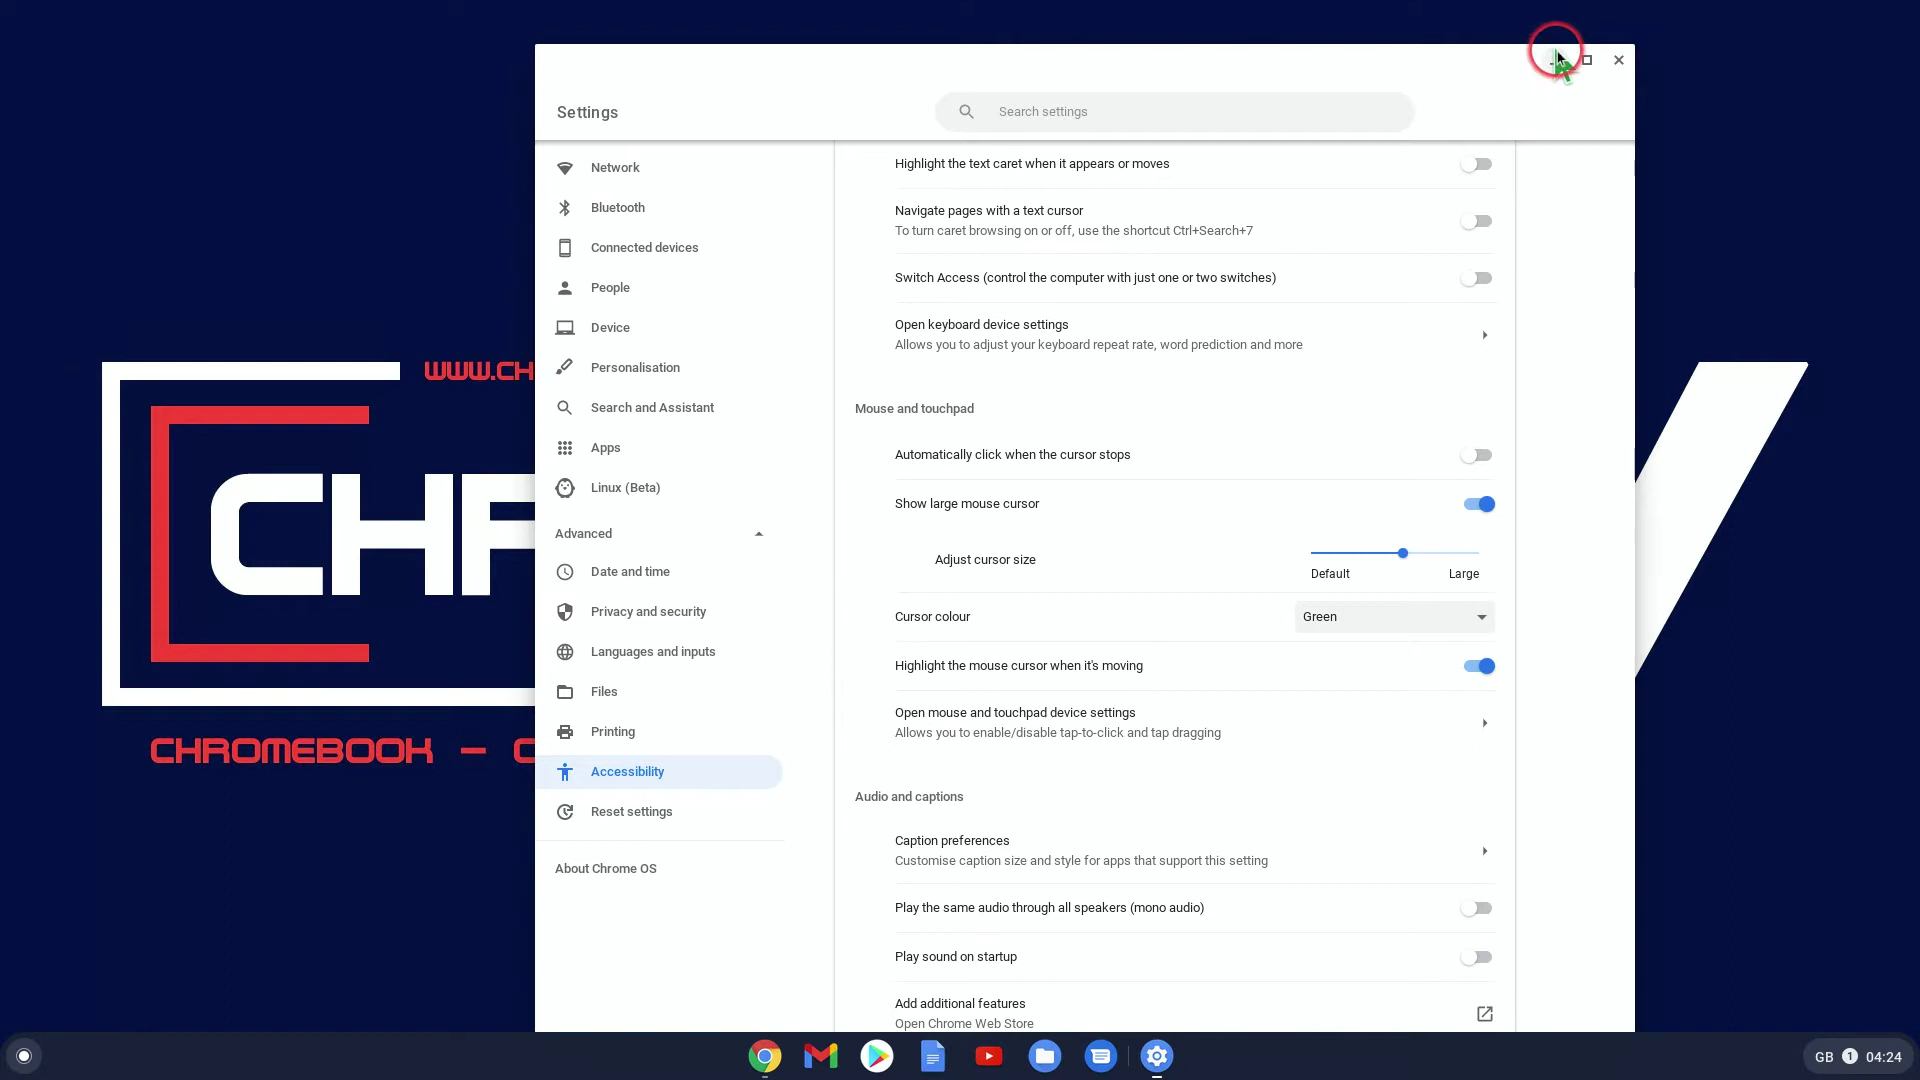 Settings
Search settings
Network
Bluetooth
Connected devices
People
Device
Personalisation
Search and Assistant
Apps
Linux (Beta)
Advanced
Date and time
Privacy and security
Languages and inputs
Files
Printing
Accessibility
Reset settings
About Chrome OS
Highlight the text caret when it appears or moves
Navigate pages with a text cursor
To turn caret browsing on or off, use the shortcut Ctrl+Search+7
Switch Access (control the computer with just one or two switches)
Open keyboard device settings
Allows you to adjust your keyboard repeat rate, word prediction and more
Mouse and touchpad
Automatically click when the cursor stops
Show large mouse cursor
Adjust cursor size
Default Large
Cursor colour
Green
Highlight the mouse cursor when it's moving
Open mouse and touchpad device settings
Allows you to enable/disable tap-to-click and tap dragging
Audio and captions
Caption preferences
Customise caption size and style for apps that support this setting
Play the same audio through all speakers (mono audio)
Play sound on startup
Add additional features
Open Chrome Web Store
WWW.CH
CHR
CHROMEBOOK - C
GB 1 04:24